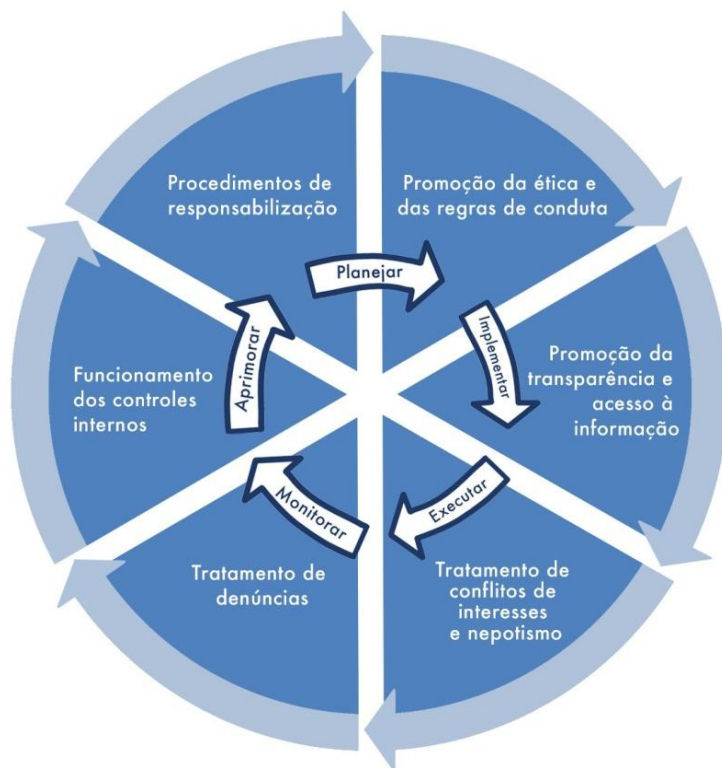 Procedimentos de
responsabilização
Promoção da ética e
das regras de conduta
Planejar
Implementar
Aprimorar
Funcionamento
dos controles
internos
Promoção da
transparência e
acesso à
informação
Executar
Monitorar
Tratamento de
denúncias
Tratamento de
conflitos de
interesses
e nepotismo